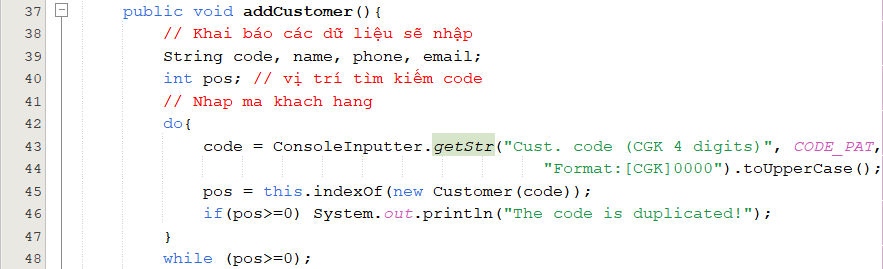 37 public void addCustomer(){
38 // Khai báo các dữ liệu sẽ nhập
39 String code, name, phone, email;
40 int pos; // vị trí tìm kiếm code
41 // Nhap ma khach hang
42 do{
43 code = ConsoleInputter.getStr("Cust. code (CGK 4 digits)", CODE_PAT,
44 "Format:[CGK]0000").toUpperCase();
45 pos = this.indexOf(new Customer(code));
46 if(pos>=0) System.out.println("The code is duplicated!");
47 }
48 while (pos>=0);